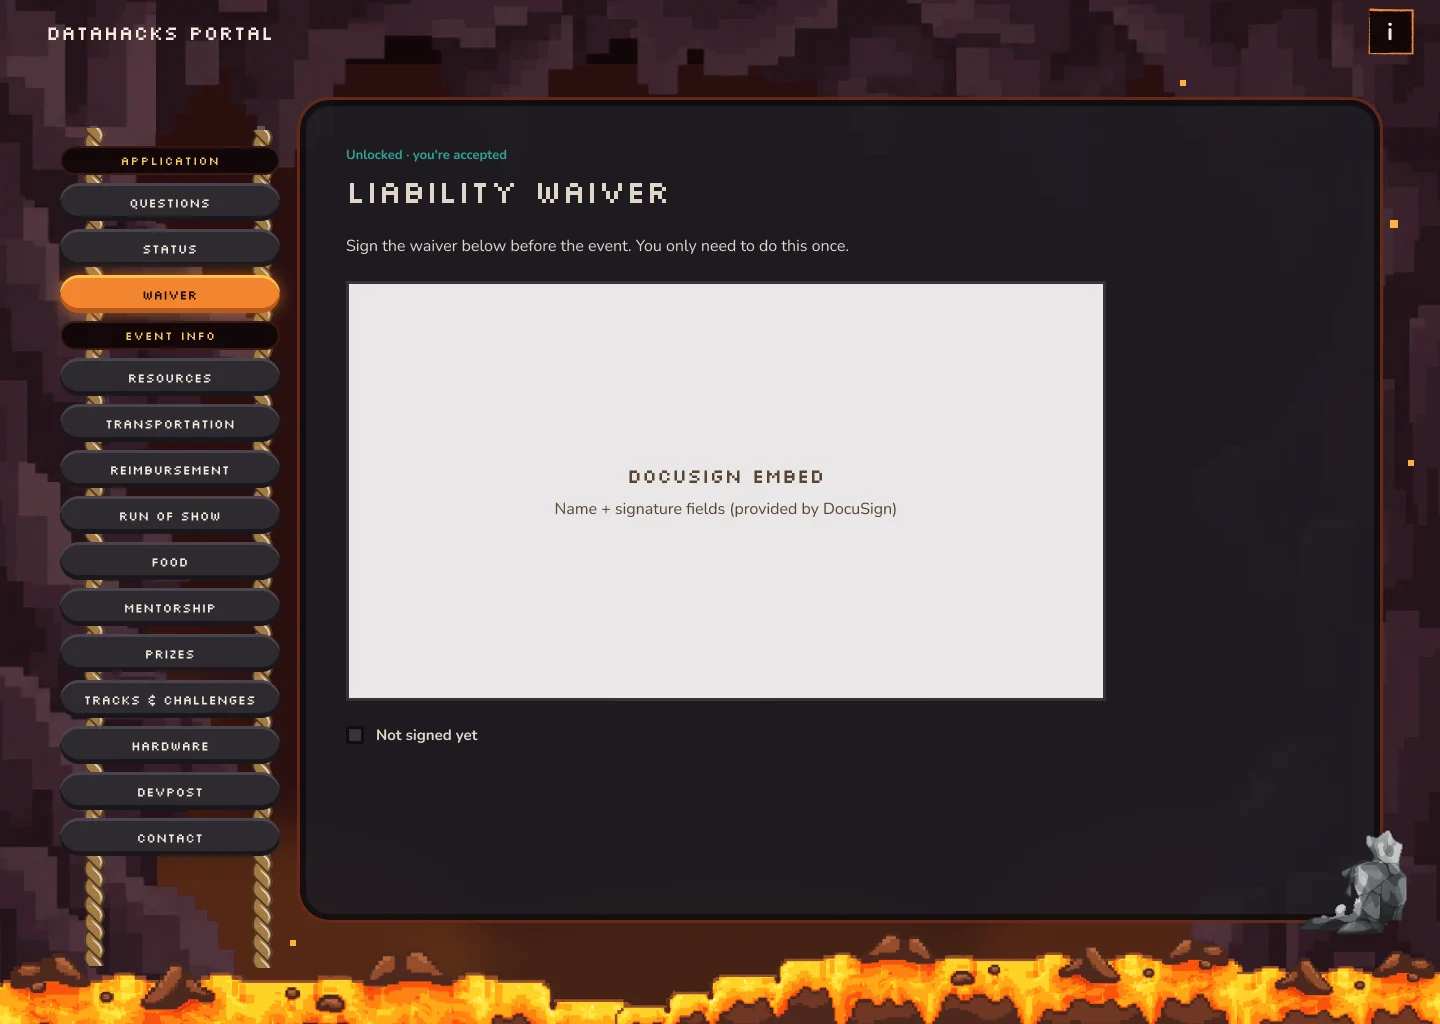 DATAHACKS PORTAL
i
APPLICATION
QUESTIONS
STATUS
WAIVER
EVENT INFO
RESOURCES
TRANSPORTATION
REIMBURSEMENT
RUN OF SHOW
FOOD
MENTORSHIP
PRIZES
TRACKS & CHALLENGES
HARDWARE
DEVPOST
CONTACT
Unlocked · you're accepted
LIABILITY WAIVER
Sign the waiver below before the event. You only need to do this once.
DOCUSIGN EMBED
Name + signature fields (provided by DocuSign)
Not signed yet